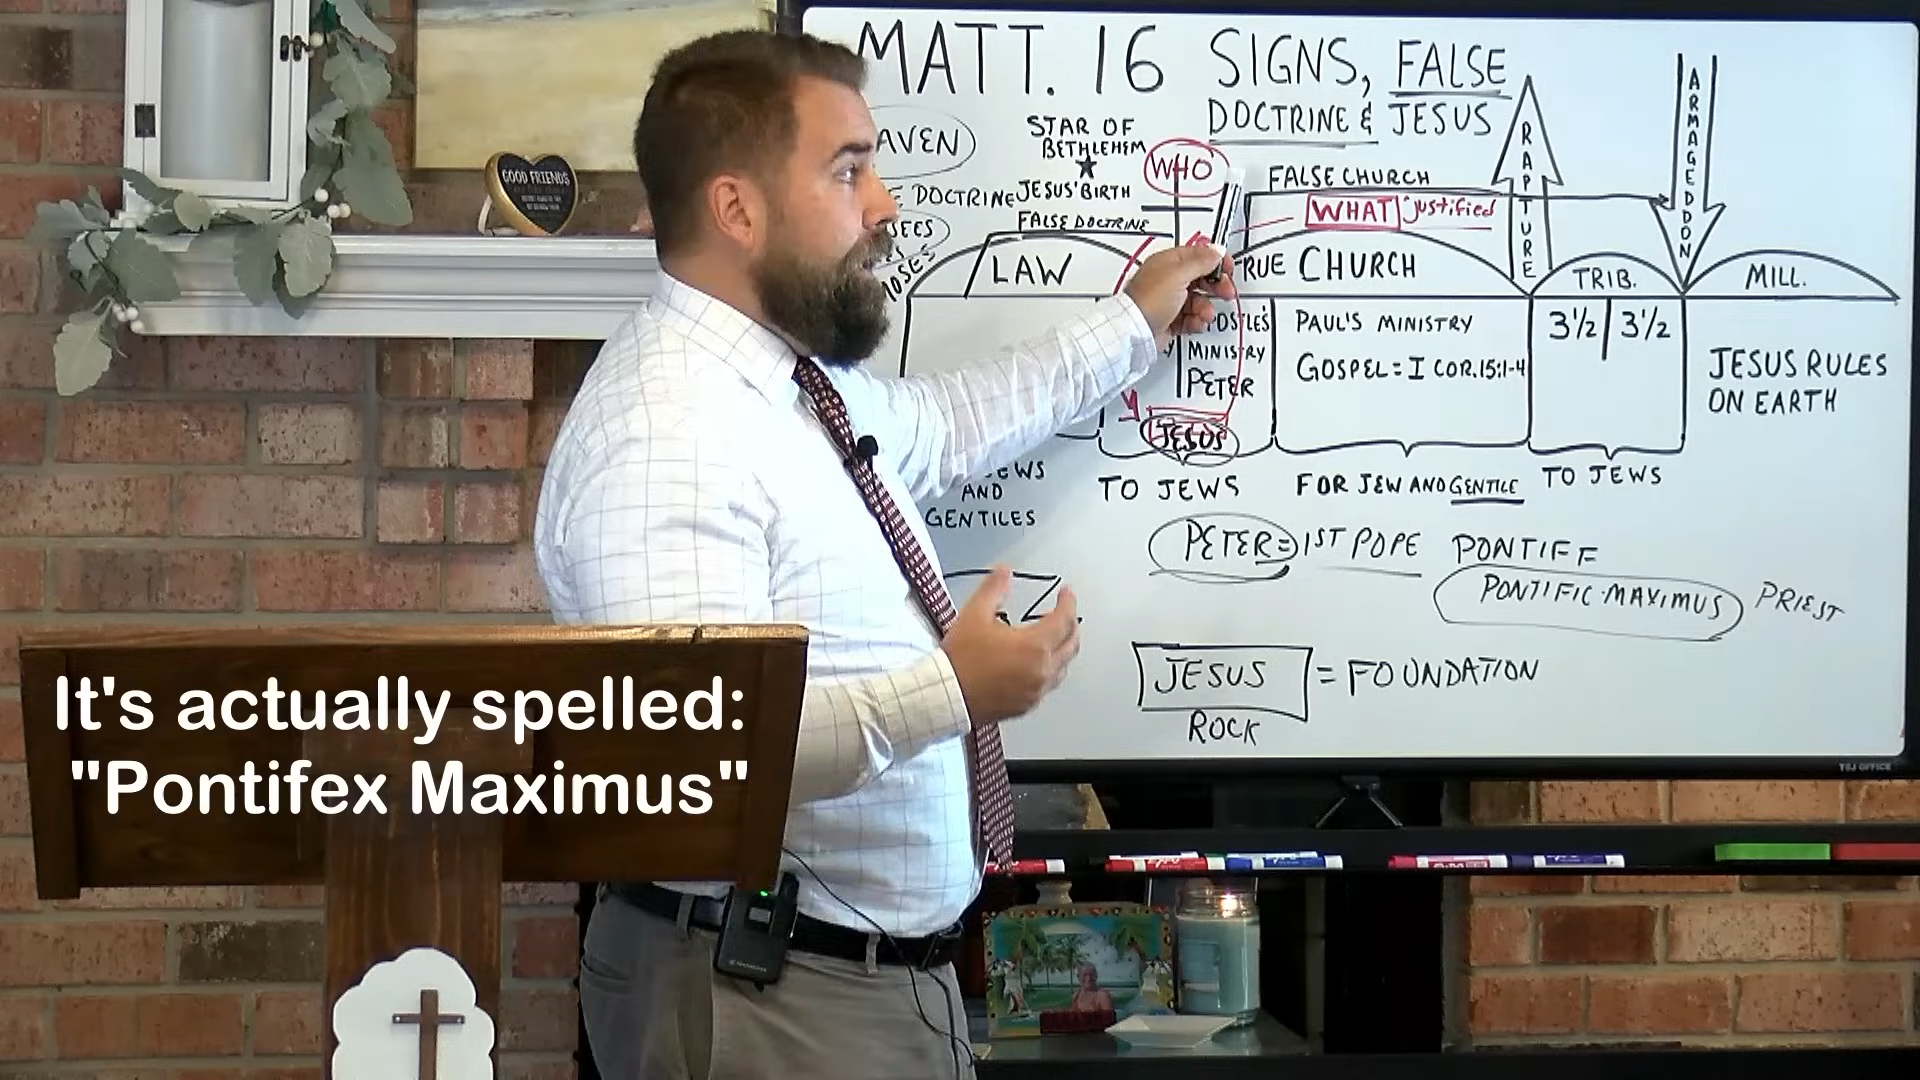 MATT. 16 SIGNS, FALSE
DOCTRINE & JESUS
STAR OF
BETHLEHEM
WHO
JESUS' BIRTH
DOCTRINE
FALSE DOCTRINE
FALSE CHURCH
WHAT justified
LAW
CHURCH
RAPTURE
ARMAGEDDON
TRIB.
MILL.
MINISTRY
PETER
JESUS
PAUL'S MINISTRY
GOSPEL = I COR. 15:1-4
3½ 3½
JESUS RULES
ON EARTH
AND
GENTILES
TO JEWS
FOR JEW AND GENTILE
TO JEWS
PETER = 1ST POPE PONTIFF
PONTIFIC MAXIMUS PRIEST
JESUS = FOUNDATION
ROCK
GOOD FRIENDS
It's actually spelled:
"Pontifex Maximus"